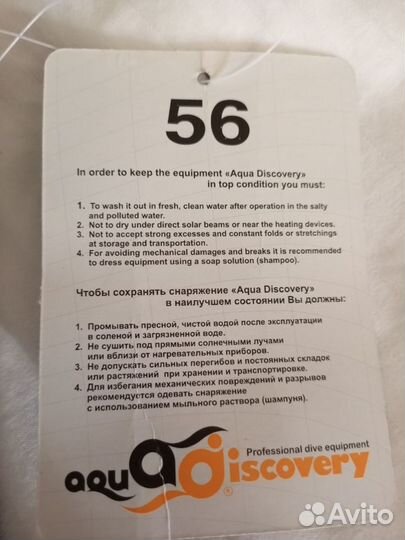 56
In order to keep the equipment «Aqua Discovery»
in top condition you must:
1. To wash it out in fresh, clean water after operation in the salty
and polluted water.
2. Not to dry under direct solar beams or near the heating devices.
3. Not to accept strong excesses and constant folds or stretchings
at storage and transportation.
4. For avoiding mechanical damages and breaks it is recommended
to dress equipment using a soap solution (shampoo).
Чтобы сохранять снаряжение «Aqua Discovery»
в наилучшем состоянии Вы должны:
1. Промывать пресной, чистой водой после эксплуатации
в соленой и загрязненной воде.
2. Не сушить под прямыми солнечными лучами
или вблизи от нагревательных приборов.
3. Не допускать сильных перегибов и постоянных складок
или растяжений при хранении и транспортировке.
4. Для избегания механических повреждений и разрывов
рекомендуется одевать снаряжение
с использованием мыльного раствора (шампуня).
Professional dive equipment
aqua Discovery ®
Avito